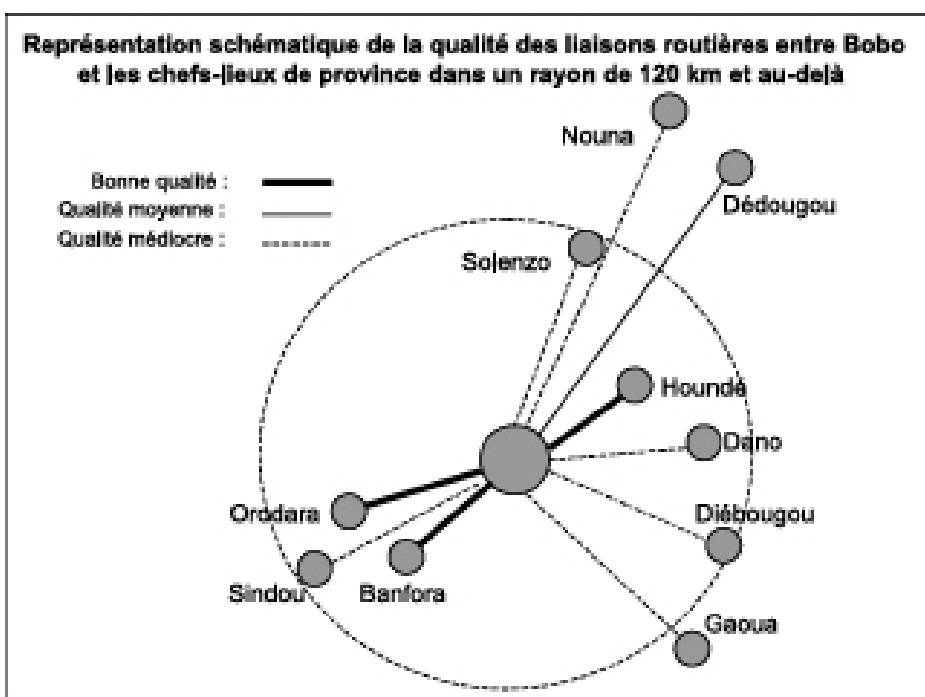 Représentation schématique de la qualité des liaisons routières entre Bobo
et les chefs-lieux de province dans un rayon de 120 km et au-delà
Nouna
Bonne qualité :
Qualité moyenne :
Dédougou
Qualité médiocre :
Solenzo
Houndé
Dano
Orodara
Diébougou
Sindou
Banfora
Gaoua